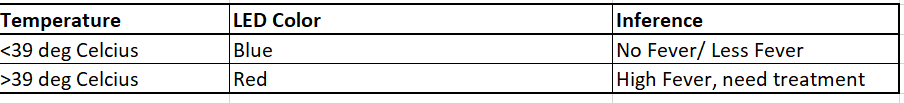 Temperature LED Color Inference
<39 deg Celcius Blue No Fever/ Less Fever
>39 deg Celcius Red High Fever, need treatment